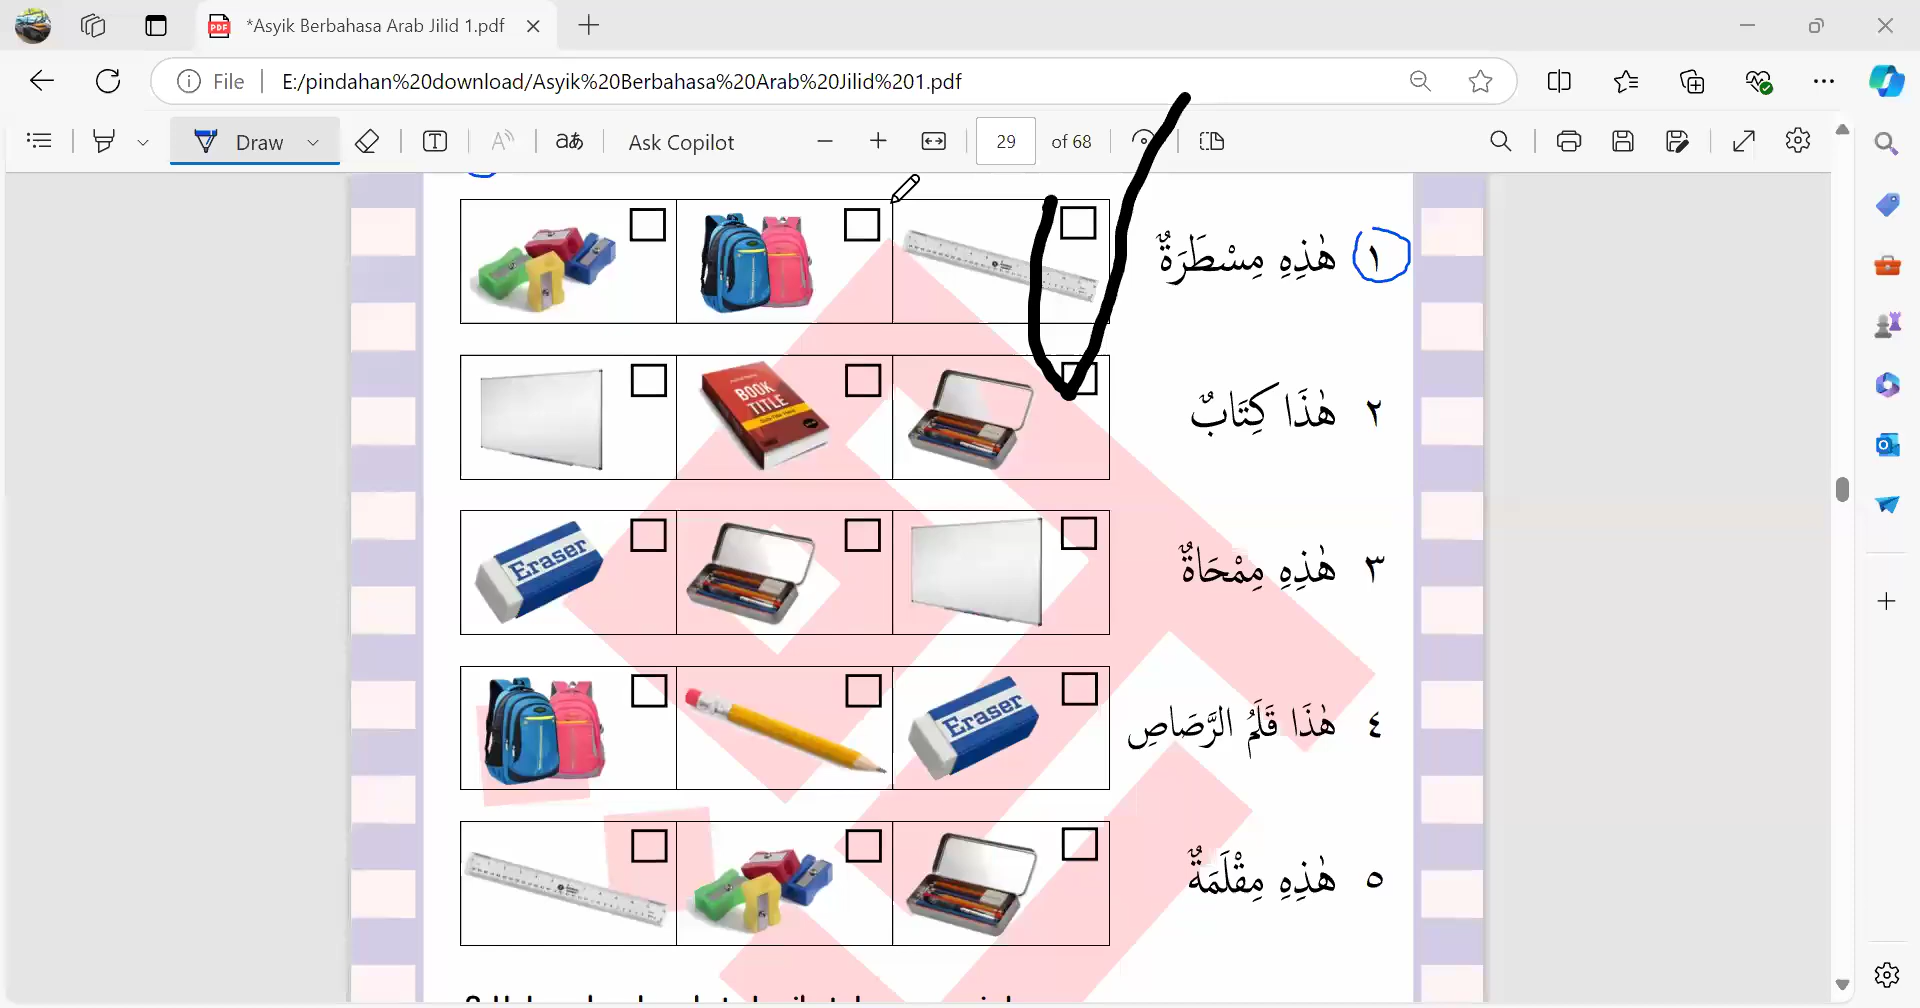 *Asyik Berbahasa Arab Jilid 1.pdf
File E:/pindahan%20download/Asyik%20Berbahasa%20Arab%20Jilid%201.pdf
Draw
Ask Copilot
29 of 68
١ هٰذِهِ مِسْطَرَةٌ
٢ هٰذَا كِتَابٌ
BOOK TITLE
٣ هٰذِهِ مِمْحَاةٌ
Eraser
٤ هٰذَا قَلَمُ الرَّصَاصِ
Eraser
٥ هٰذِهِ مِقْلَمَةٌ